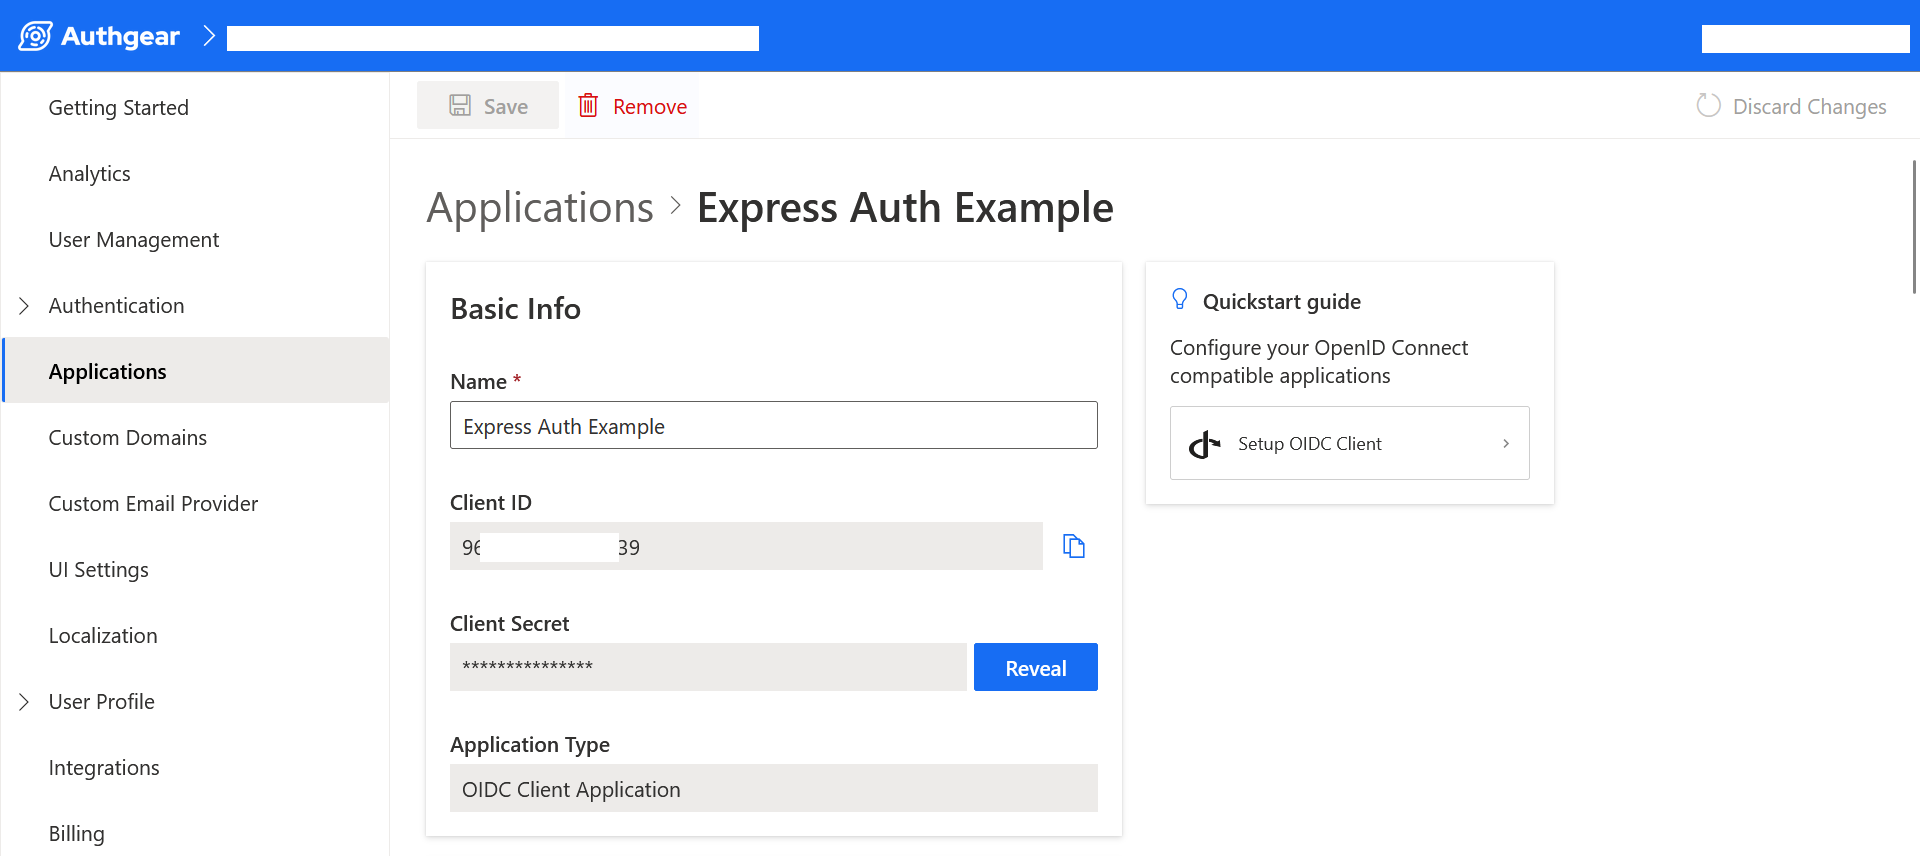 Authgear
Save
Remove
Discard Changes
Getting Started
Analytics
User Management
Authentication
Applications
Custom Domains
Custom Email Provider
UI Settings
Localization
User Profile
Integrations
Billing
Applications > Express Auth Example
Basic Info
Name *
Express Auth Example
Client ID
96 39
Client Secret
***************
Reveal
Application Type
OIDC Client Application
Quickstart guide
Configure your OpenID Connect
compatible applications
Setup OIDC Client